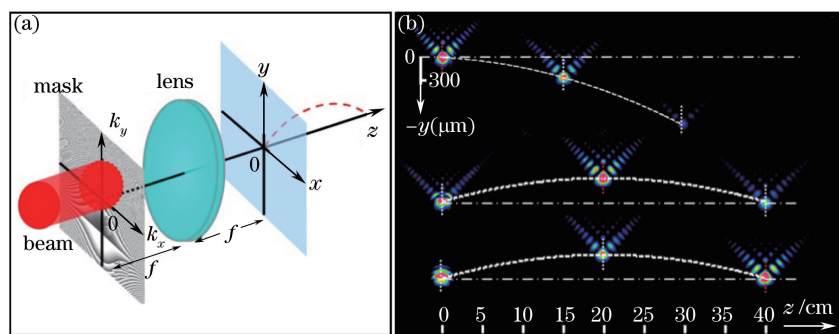 (a)
mask
lens
k_y
y
z
0
x
0
beam
k_x
f
f
(b)
0
300
−y(μm)
0 5 10 15 20 25 30 35 40 z/cm